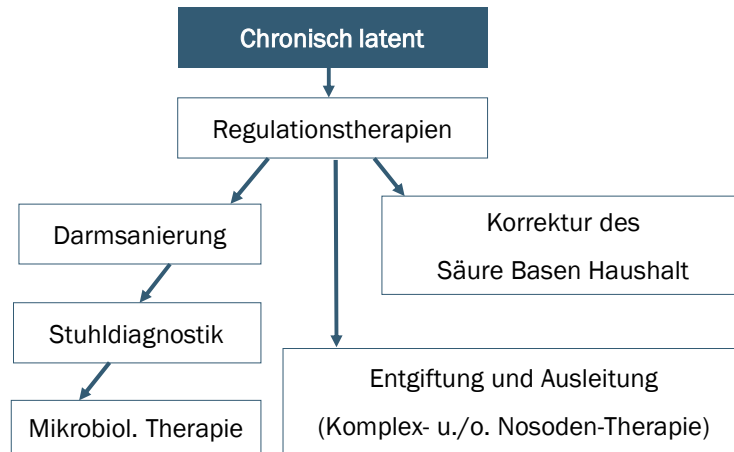 Chronisch latent
Regulationstherapien
Darmsanierung
Korrektur des
Säure Basen Haushalt
Stuhldiagnostik
Entgiftung und Ausleitung
(Komplex- u./o. Nosoden-Therapie)
Mikrobiol. Therapie